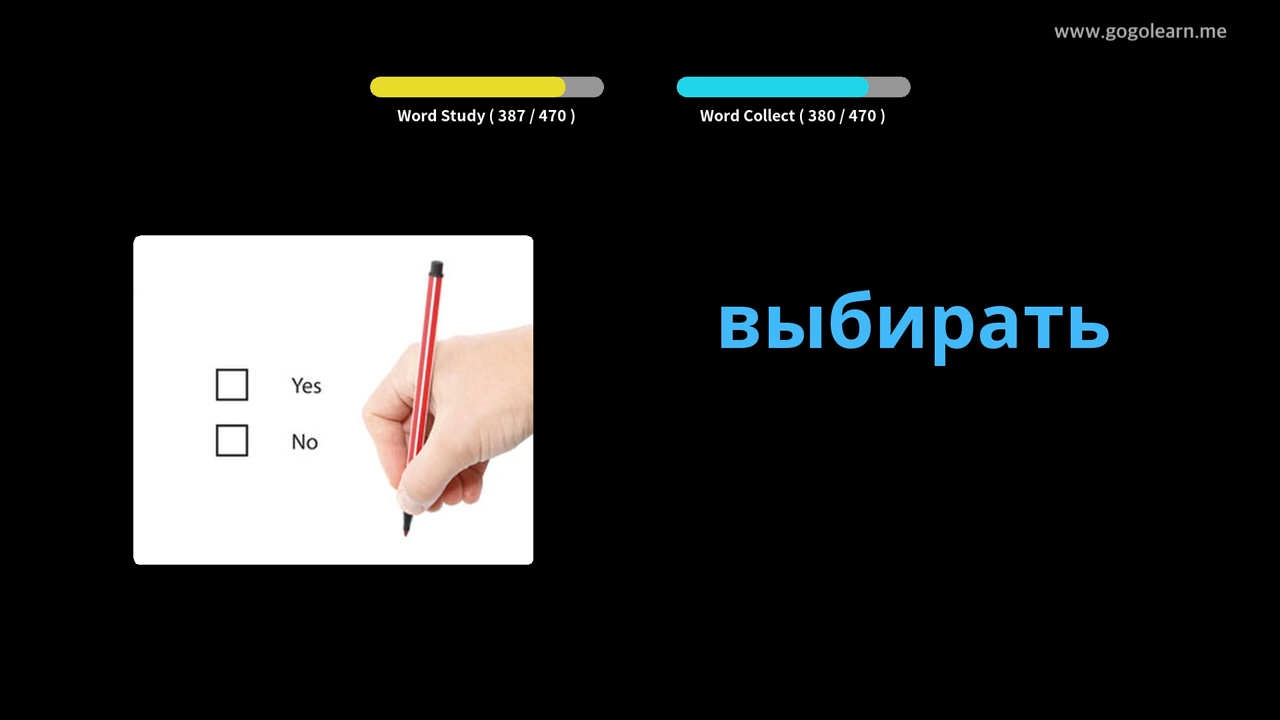 www.gogolearn.me
Word Study ( 387 / 470 )
Word Collect ( 380 / 470 )
выбирать
Yes
No